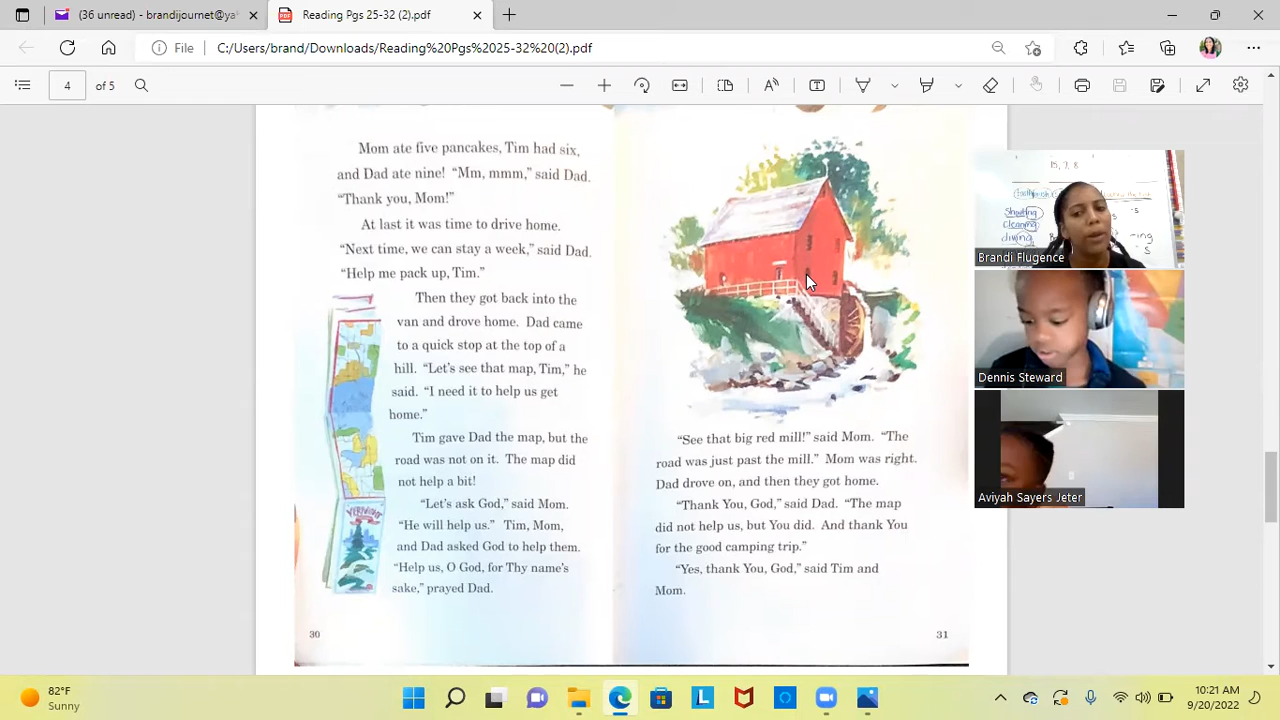 (36 unread) - brandijournet@ya
Reading Pgs 25-32 (2).pdf
File
C:/Users/brand/Downloads/Reading%20Pgs%2025-32%20(2).pdf
4 of 5
Mom ate five pancakes, Tim had six,
and Dad ate nine! “Mm, mmm,” said Dad.
“Thank you, Mom!”
At last it was time to drive home.
“Next time, we can stay a week,” said Dad.
“Help me pack up, Tim.”
Then they got back into the
van and drove home. Dad came
to a quick stop at the top of a
hill. “Let’s see that map, Tim,” he
said. “I need it to help us get
home.”
Tim gave Dad the map, but the
road was not on it. The map did
not help a bit!
“Let’s ask God,” said Mom.
“He will help us.” Tim, Mom,
and Dad asked God to help them.
“Help us, O God, for Thy name’s
sake,” prayed Dad.
VERMONT
30
“See that big red mill!” said Mom. “The
road was just past the mill.” Mom was right.
Dad drove on, and then they got home.
“Thank You, God,” said Dad. “The map
did not help us, but You did. And thank You
for the good camping trip.”
“Yes, thank You, God,” said Tim and
Mom.
31
15, 7, 8
Shouting
Cleaning
diving
-s
-ing
Brandi Flugence
Dennis Steward
Aviyah Sayers Jeter
82°F
Sunny
10:21 AM
9/20/2022